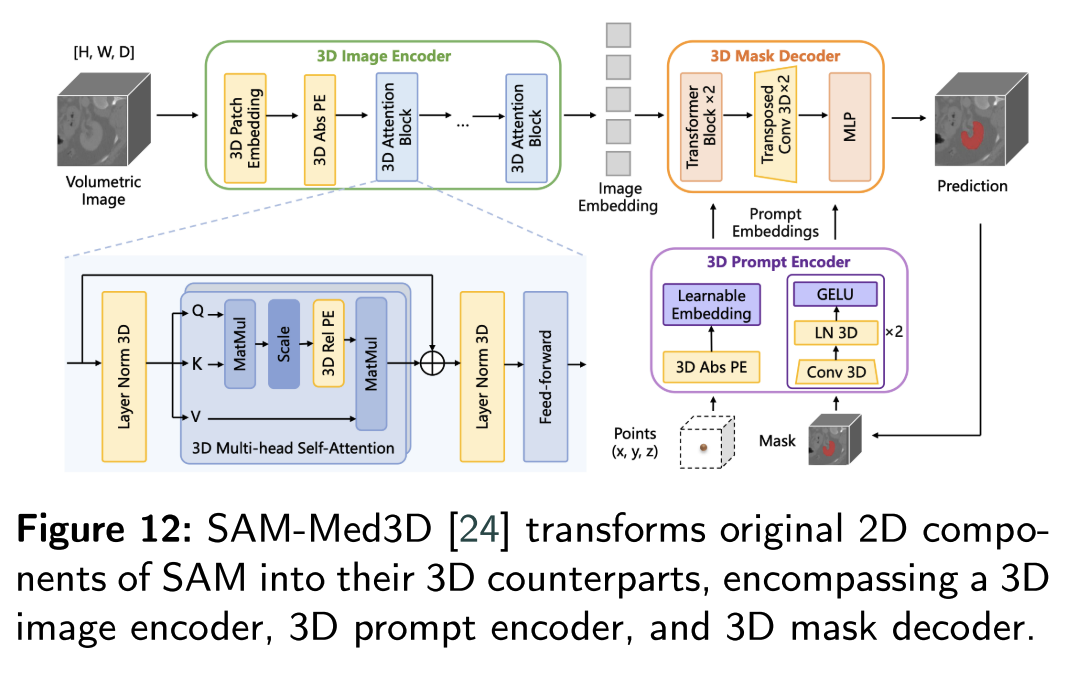 [H, W, D]
Volumetric
Image
3D Image Encoder
3D Patch
Embedding
3D Abs PE
3D Attention
Block
...
3D Attention
Block
Image
Embedding
3D Mask Decoder
Transformer
Block ×2
Transposed
Conv 3D×2
MLP
Prediction
Prompt
Embeddings
3D Prompt Encoder
Learnable
Embedding
3D Abs PE
GELU
LN 3D
×2
Conv 3D
Points
(x, y, z)
Mask
Layer Norm 3D
Q
K
V
MatMul
Scale
3D Rel PE
MatMul
3D Multi-head Self-Attention
Layer Norm 3D
Feed-forward
Figure 12: SAM-Med3D [24] transforms original 2D compo-
nents of SAM into their 3D counterparts, encompassing a 3D
image encoder, 3D prompt encoder, and 3D mask decoder.